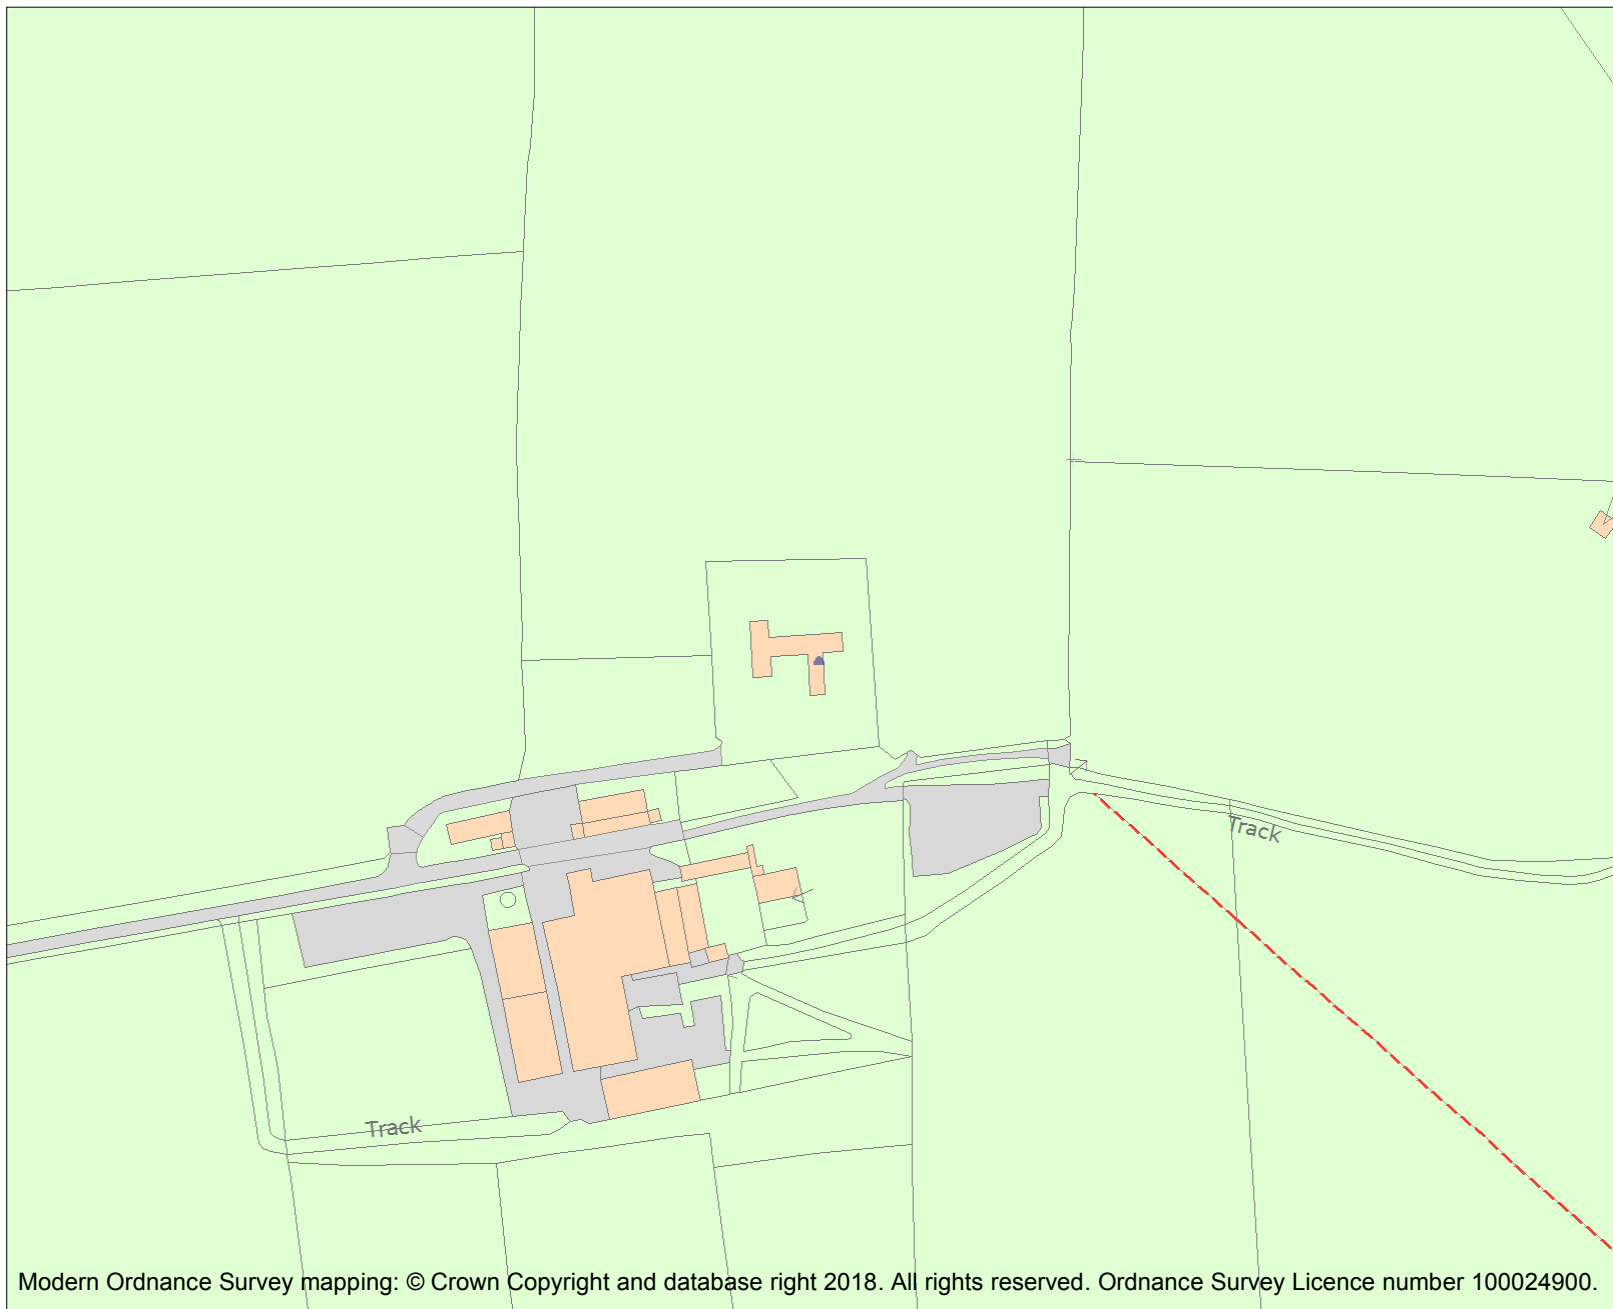 Track
Track
Modern Ordnance Survey mapping: © Crown Copyright and database right 2018. All rights reserved. Ordnance Survey Licence number 100024900.